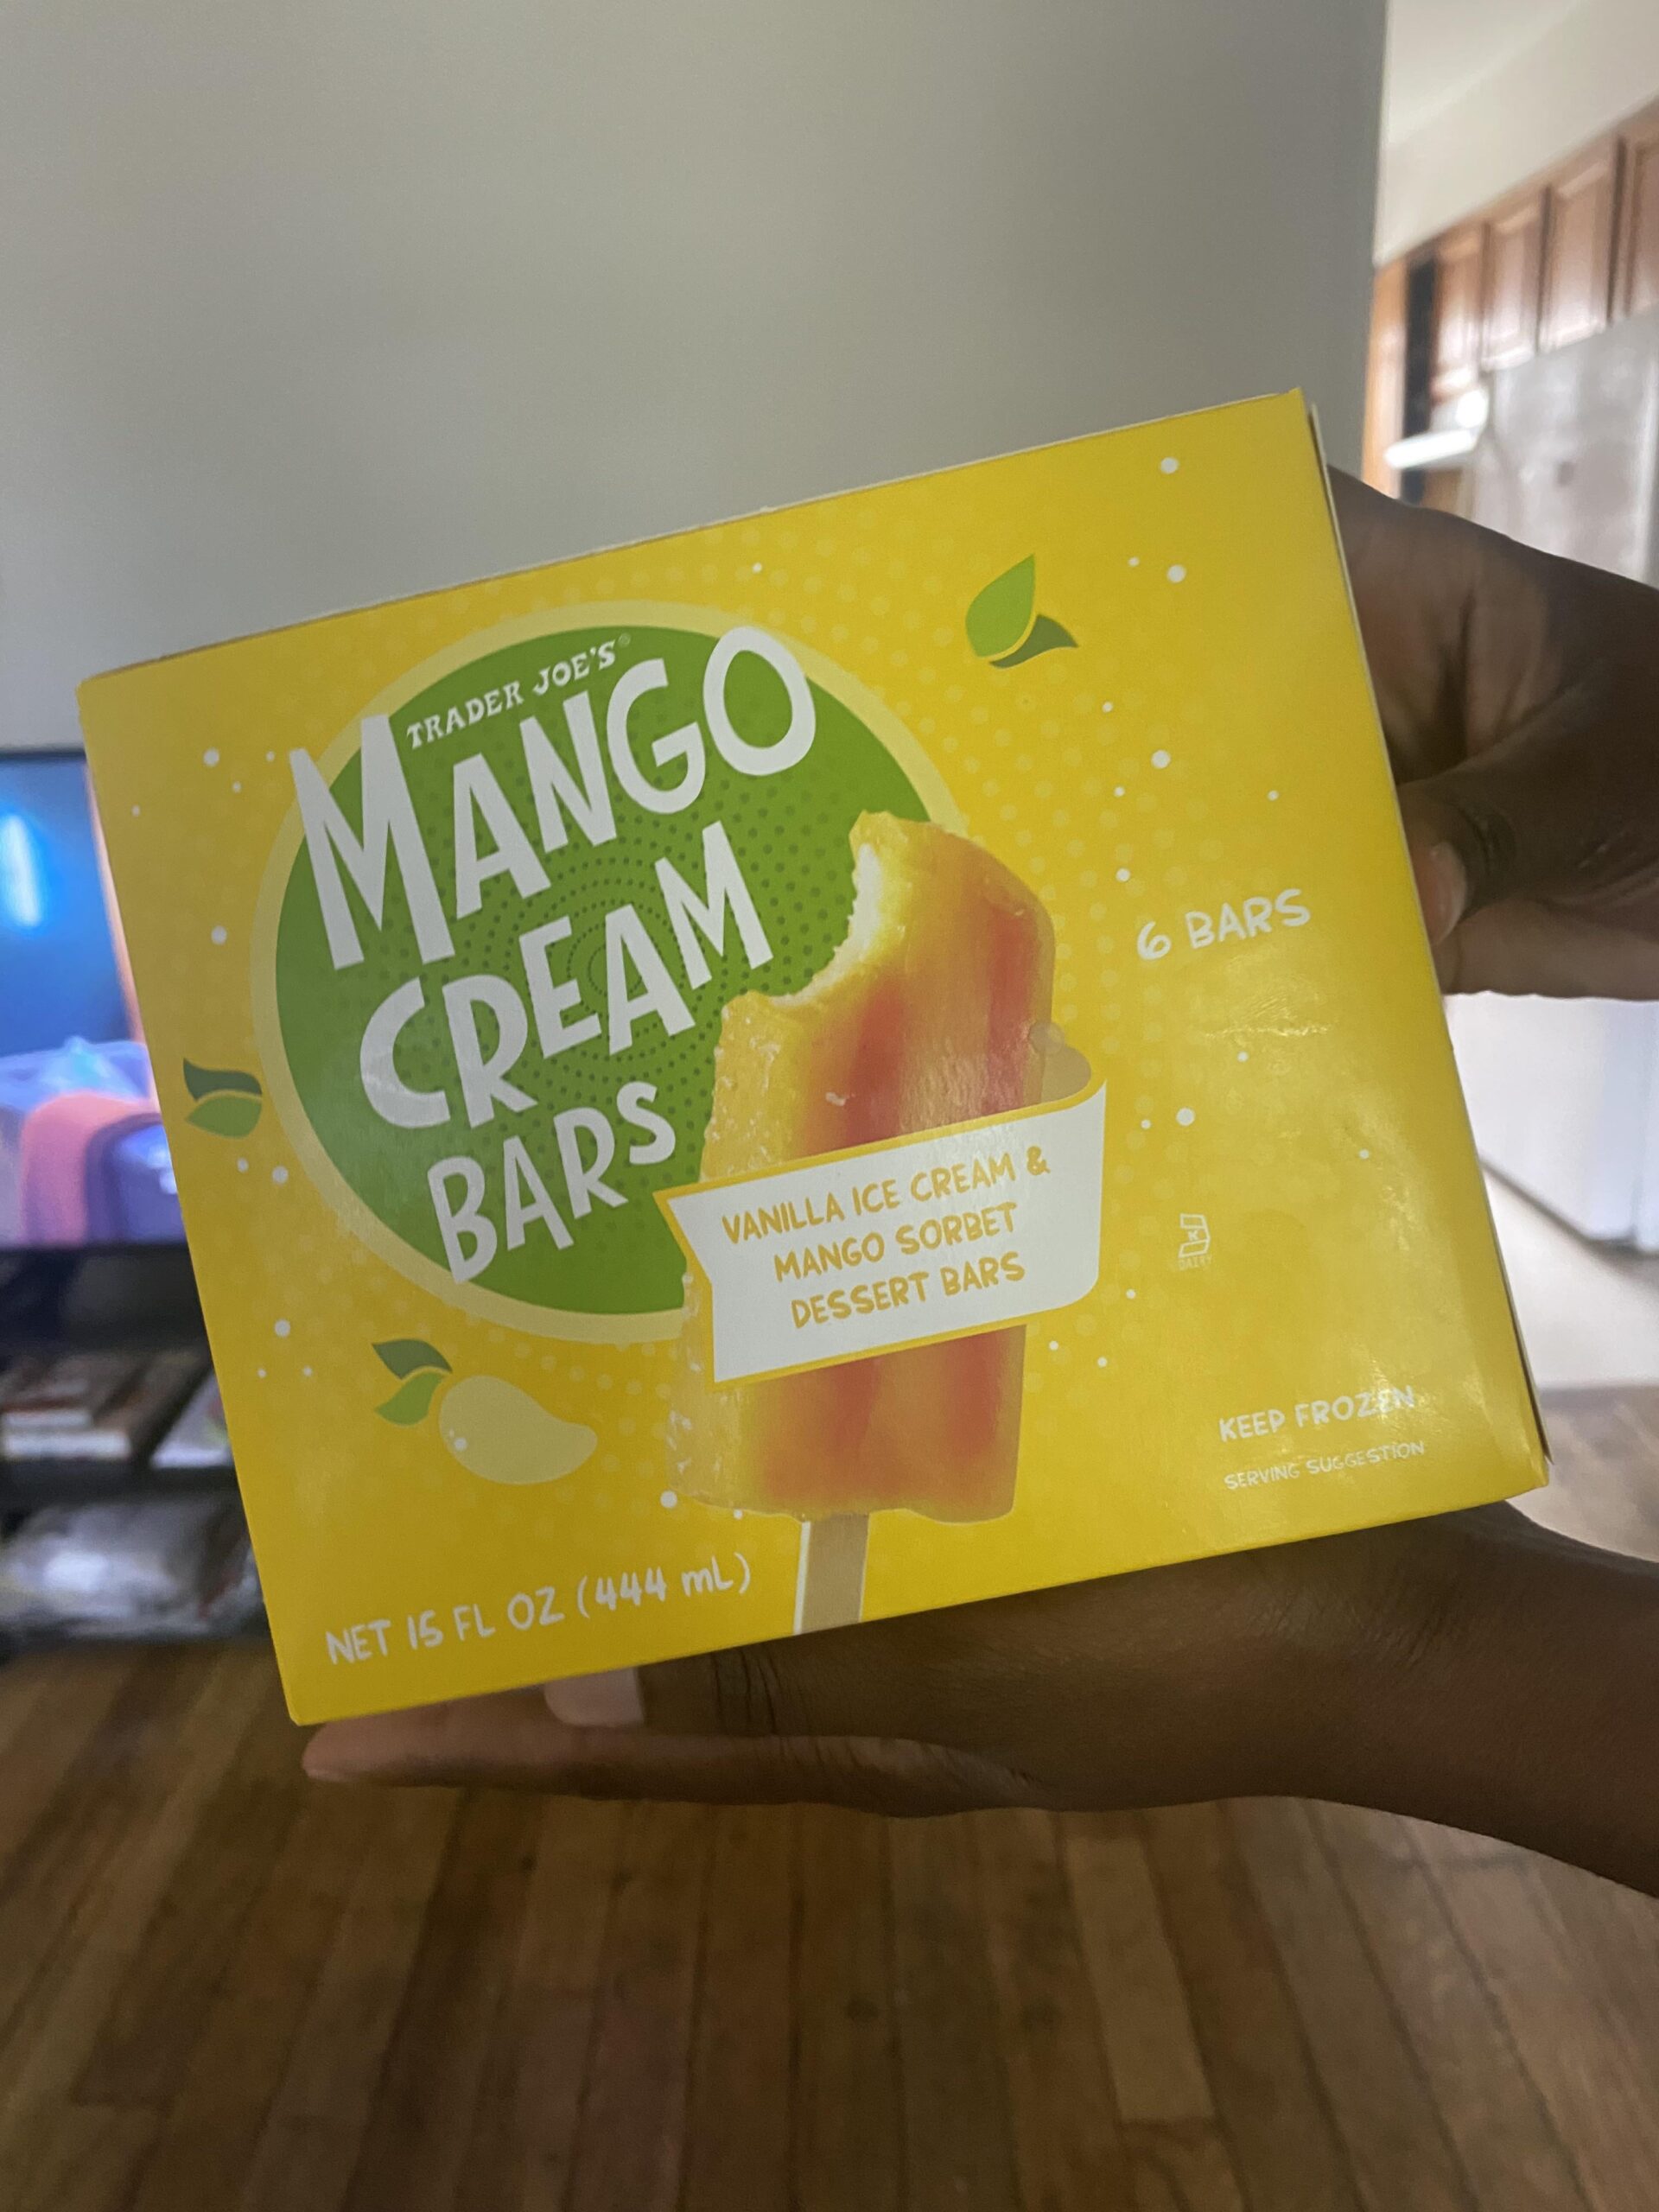 TRADER JOE'S®
MANGO
CREAM
BARS
VANILLA ICE CREAM &
MANGO SORBET
DESSERT BARS
6 BARS
K
DAIRY
KEEP FROZEN
SERVING SUGGESTION
NET 15 FL OZ (444 mL)